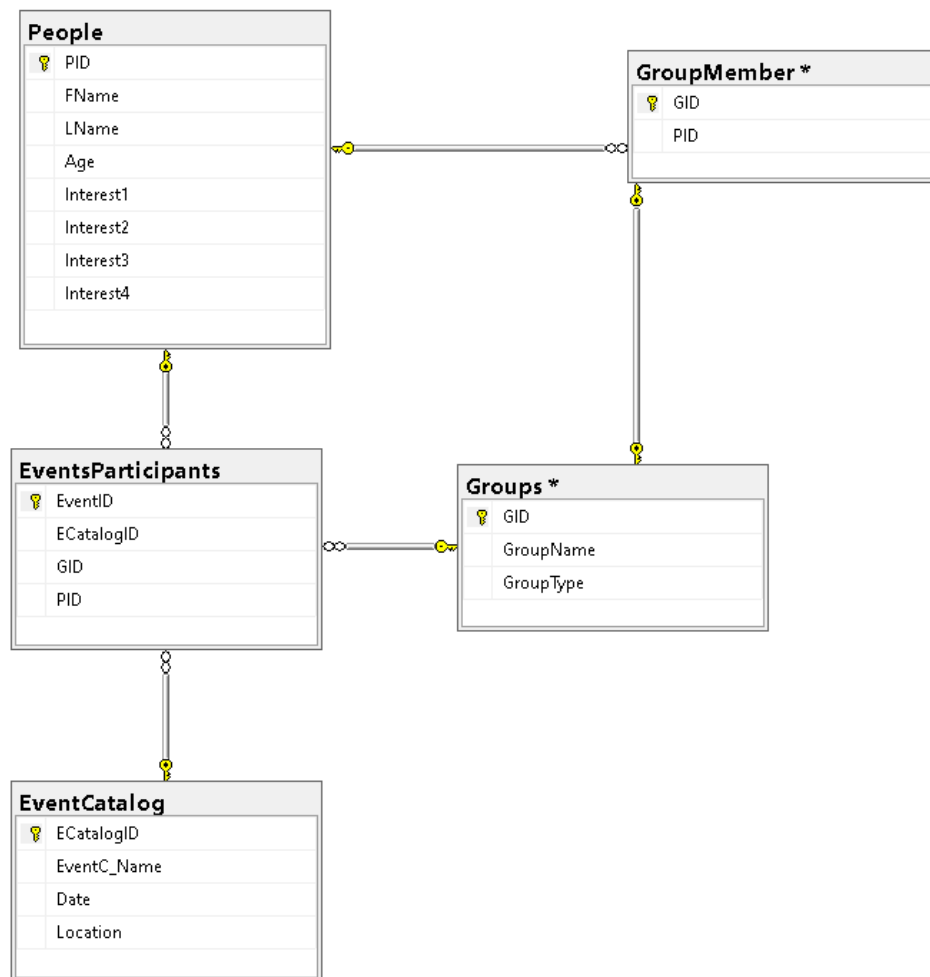 People
PID
FName
LName
Age
Interest1
Interest2
Interest3
Interest4
GroupMember *
GID
PID
EventsParticipants
EventID
ECatalogID
GID
PID
Groups *
GID
GroupName
GroupType
EventCatalog
ECatalogID
EventC_Name
Date
Location